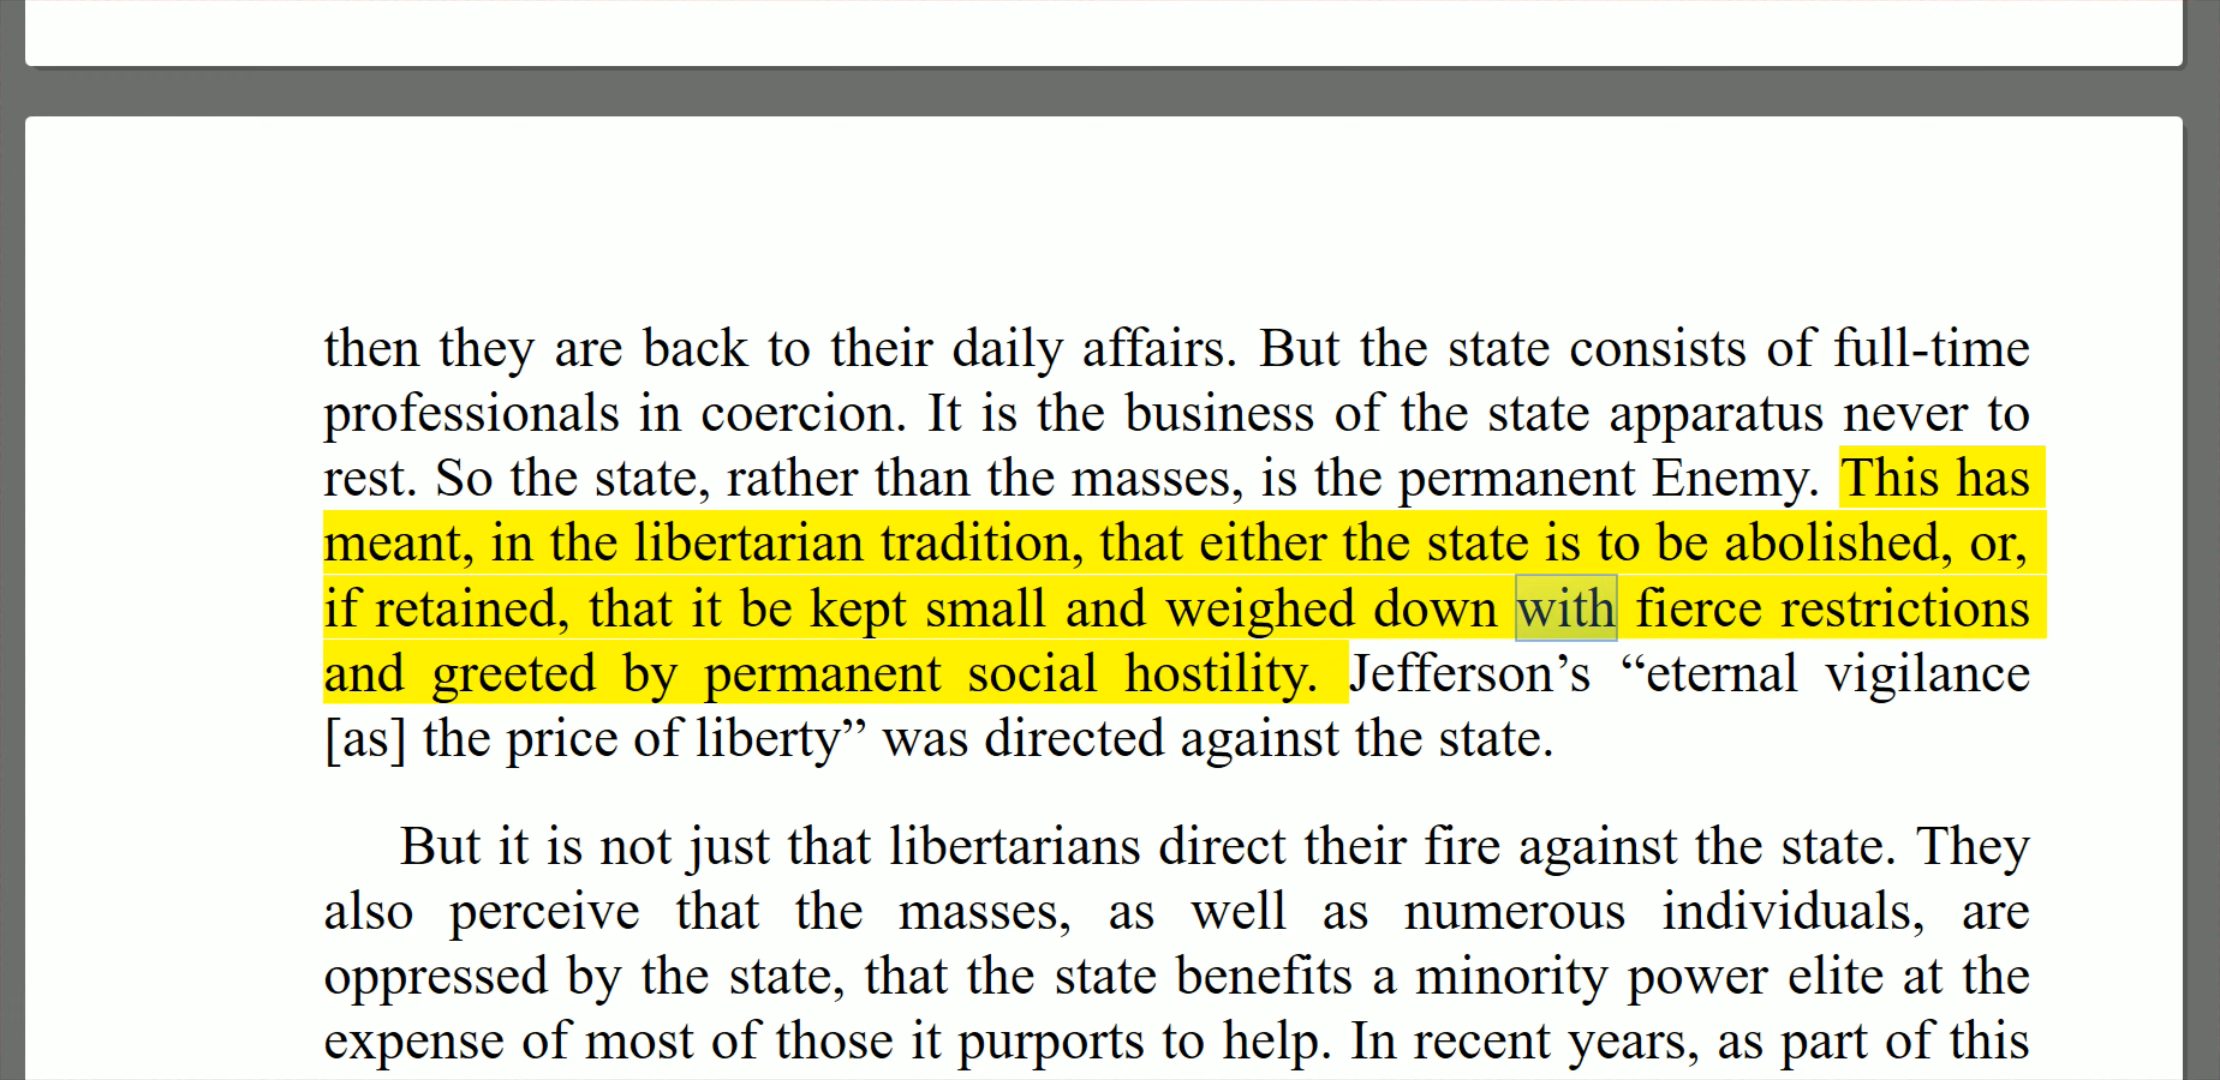 then they are back to their daily affairs. But the state consists of full-time
professionals in coercion. It is the business of the state apparatus never to
rest. So the state, rather than the masses, is the permanent Enemy. This has
meant, in the libertarian tradition, that either the state is to be abolished, or,
if retained, that it be kept small and weighed down with fierce restrictions
and greeted by permanent social hostility. Jefferson’s “eternal vigilance
[as] the price of liberty” was directed against the state.
But it is not just that libertarians direct their fire against the state. They
also perceive that the masses, as well as numerous individuals, are
oppressed by the state, that the state benefits a minority power elite at the
expense of most of those it purports to help. In recent years, as part of this